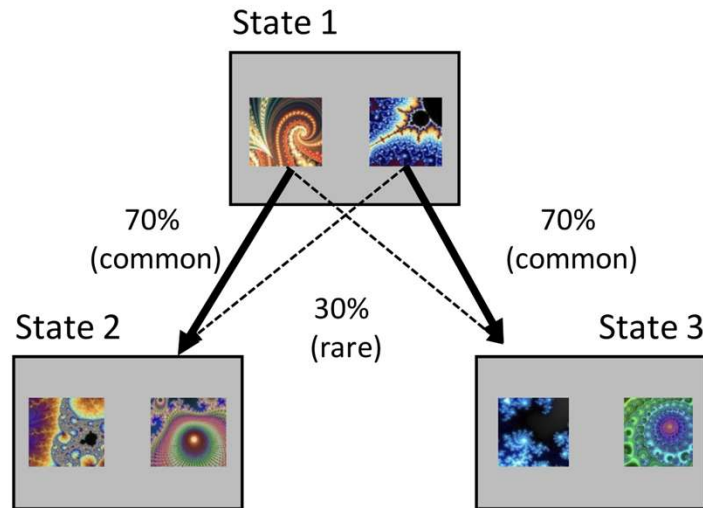 State 1
70%
(common)
70%
(common)
30%
(rare)
State 2
State 3